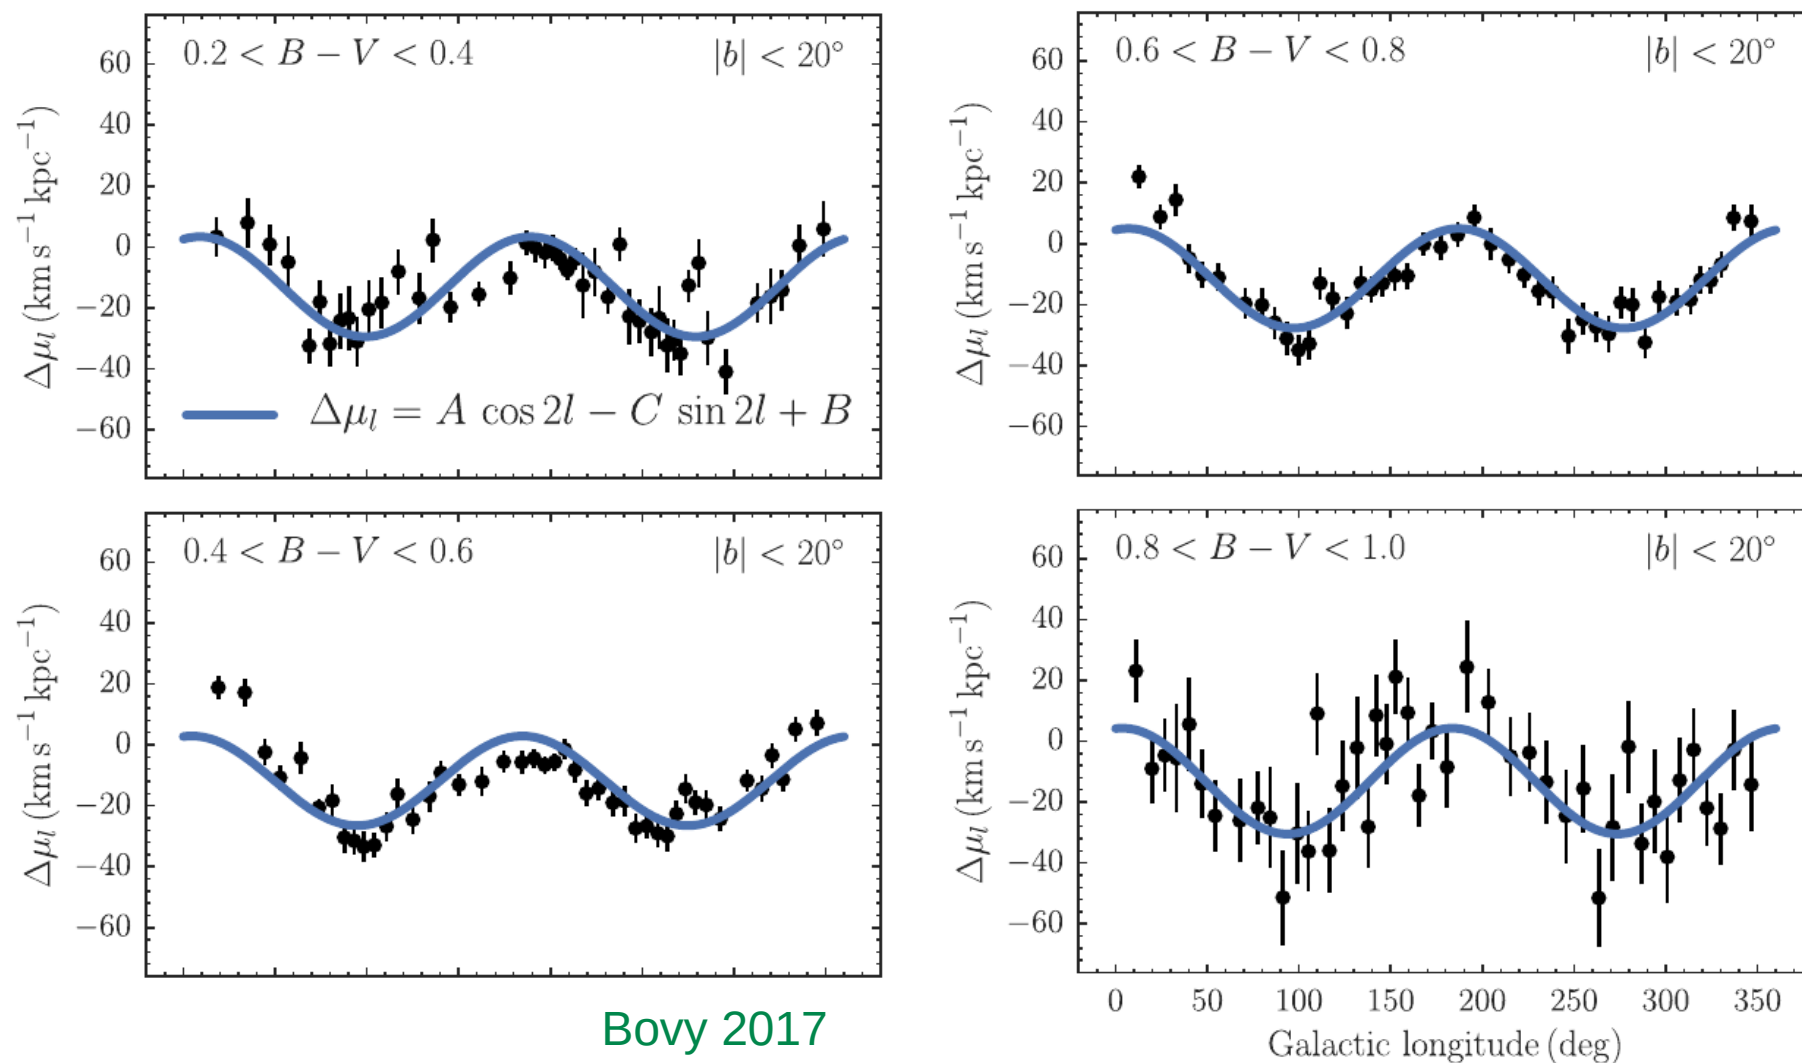 0.2 < B − V < 0.4 |b| < 20°
60
40
20
0
−20
−40
−60
Δμ_l (km s⁻¹ kpc⁻¹)
Δμ_l = A cos 2l − C sin 2l + B
0.6 < B − V < 0.8 |b| < 20°
60
40
20
0
−20
−40
−60
Δμ_l (km s⁻¹ kpc⁻¹)
0.4 < B − V < 0.6 |b| < 20°
60
40
20
0
−20
−40
−60
Δμ_l (km s⁻¹ kpc⁻¹)
0.8 < B − V < 1.0 |b| < 20°
60
40
20
0
−20
−40
−60
Δμ_l (km s⁻¹ kpc⁻¹)
0 50 100 150 200 250 300 350
Galactic longitude (deg)
Bovy 2017